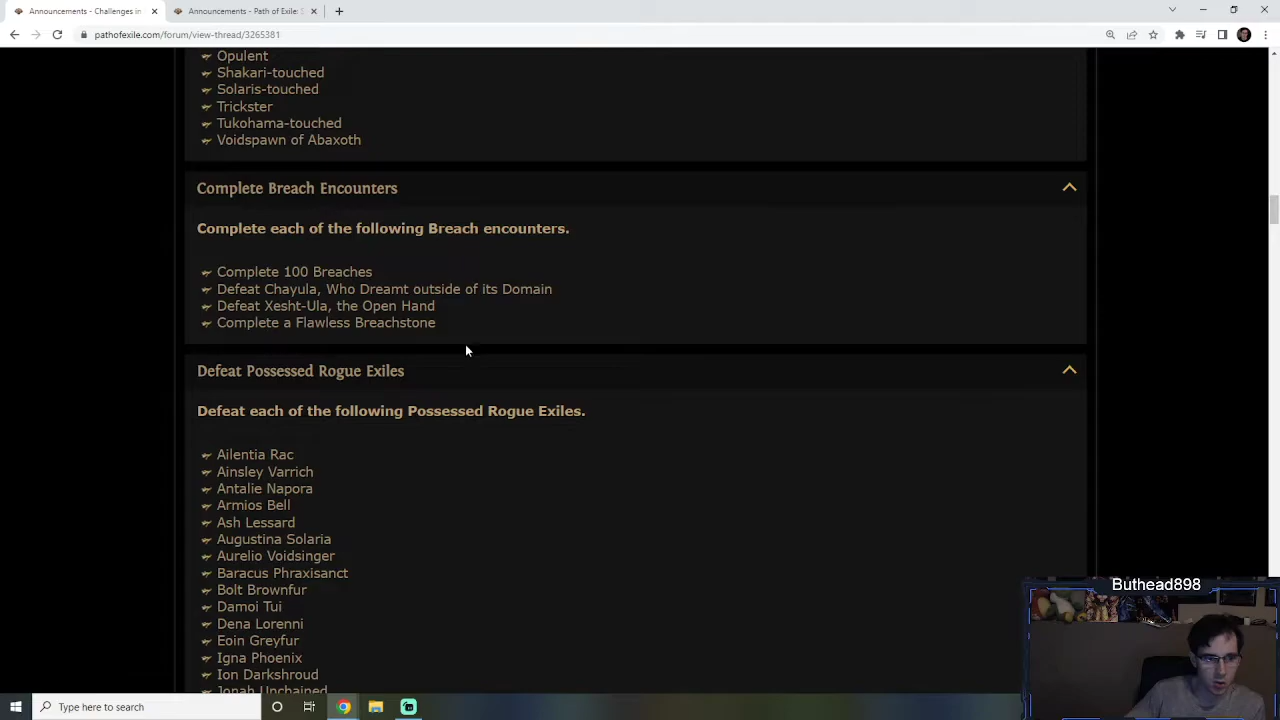 Announcements - Challenges in
Announcements - Path of Exile: S
pathofexile.com/forum/view-thread/3265381
Opulent
Shakari-touched
Solaris-touched
Trickster
Tukohama-touched
Voidspawn of Abaxoth
Complete Breach Encounters
Complete each of the following Breach encounters.
Complete 100 Breaches
Defeat Chayula, Who Dreamt outside of its Domain
Defeat Xesht-Ula, the Open Hand
Complete a Flawless Breachstone
Defeat Possessed Rogue Exiles
Defeat each of the following Possessed Rogue Exiles.
Ailentia Rac
Ainsley Varrich
Antalie Napora
Armios Bell
Ash Lessard
Augustina Solaria
Aurelio Voidsinger
Baracus Phraxisanct
Bolt Brownfur
Damoi Tui
Dena Lorenni
Eoin Greyfur
Igna Phoenix
Ion Darkshroud
Jonah Unchained
Buthead898
Type here to search